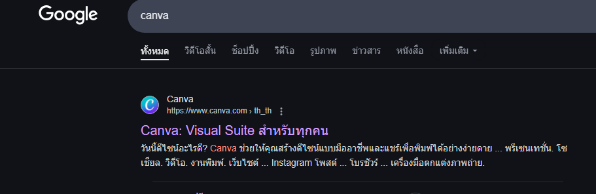 Google
canva
ทั้งหมด วิดีโอสั้น ช็อปปิ้ง วิดีโอ รูปภาพ ข่าวสาร หนังสือ เพิ่มเติม
Canva
https://www.canva.com › th_th
Canva: Visual Suite สำหรับทุกคน
วันนี้ดีไซน์อะไรดี? Canva ช่วยให้คุณสร้างดีไซน์แบบมืออาชีพและแชร์เพื่อพิมพ์ได้อย่างง่ายดาย ... พรีเซนเทชั่น. โซ
เชียล. วิดีโอ. งานพิมพ์. เว็บไซต์ ... Instagram โพสต์ ... โบรชัวร์ ... เครื่องมือตกแต่งภาพถ่าย.